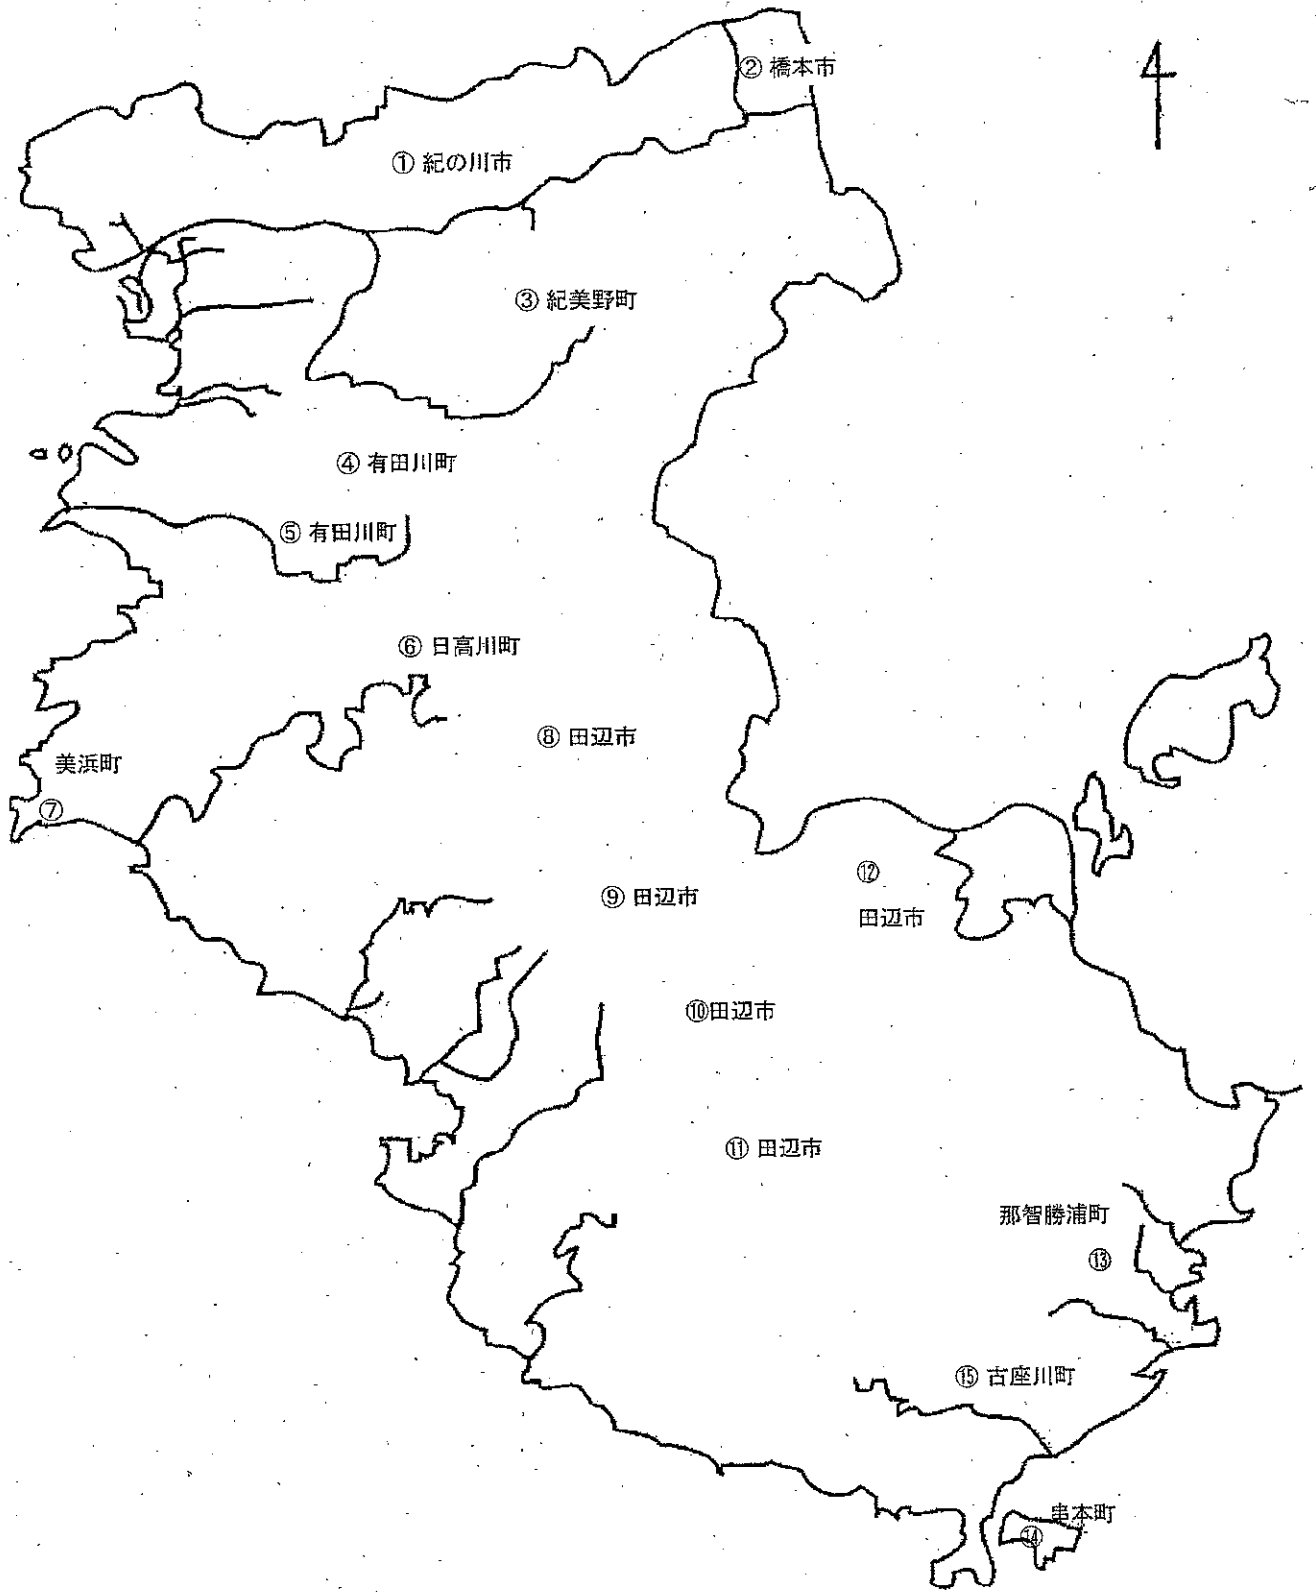 ② 橋本市
① 紀の川市
③ 紀美野町
④ 有田川町
⑤ 有田川町
⑥ 日高川町
⑧ 田辺市
美浜町
⑦
⑨ 田辺市
⑫
田辺市
⑩田辺市
⑪ 田辺市
那智勝浦町
⑬
⑮ 古座川町
串本町
⑭